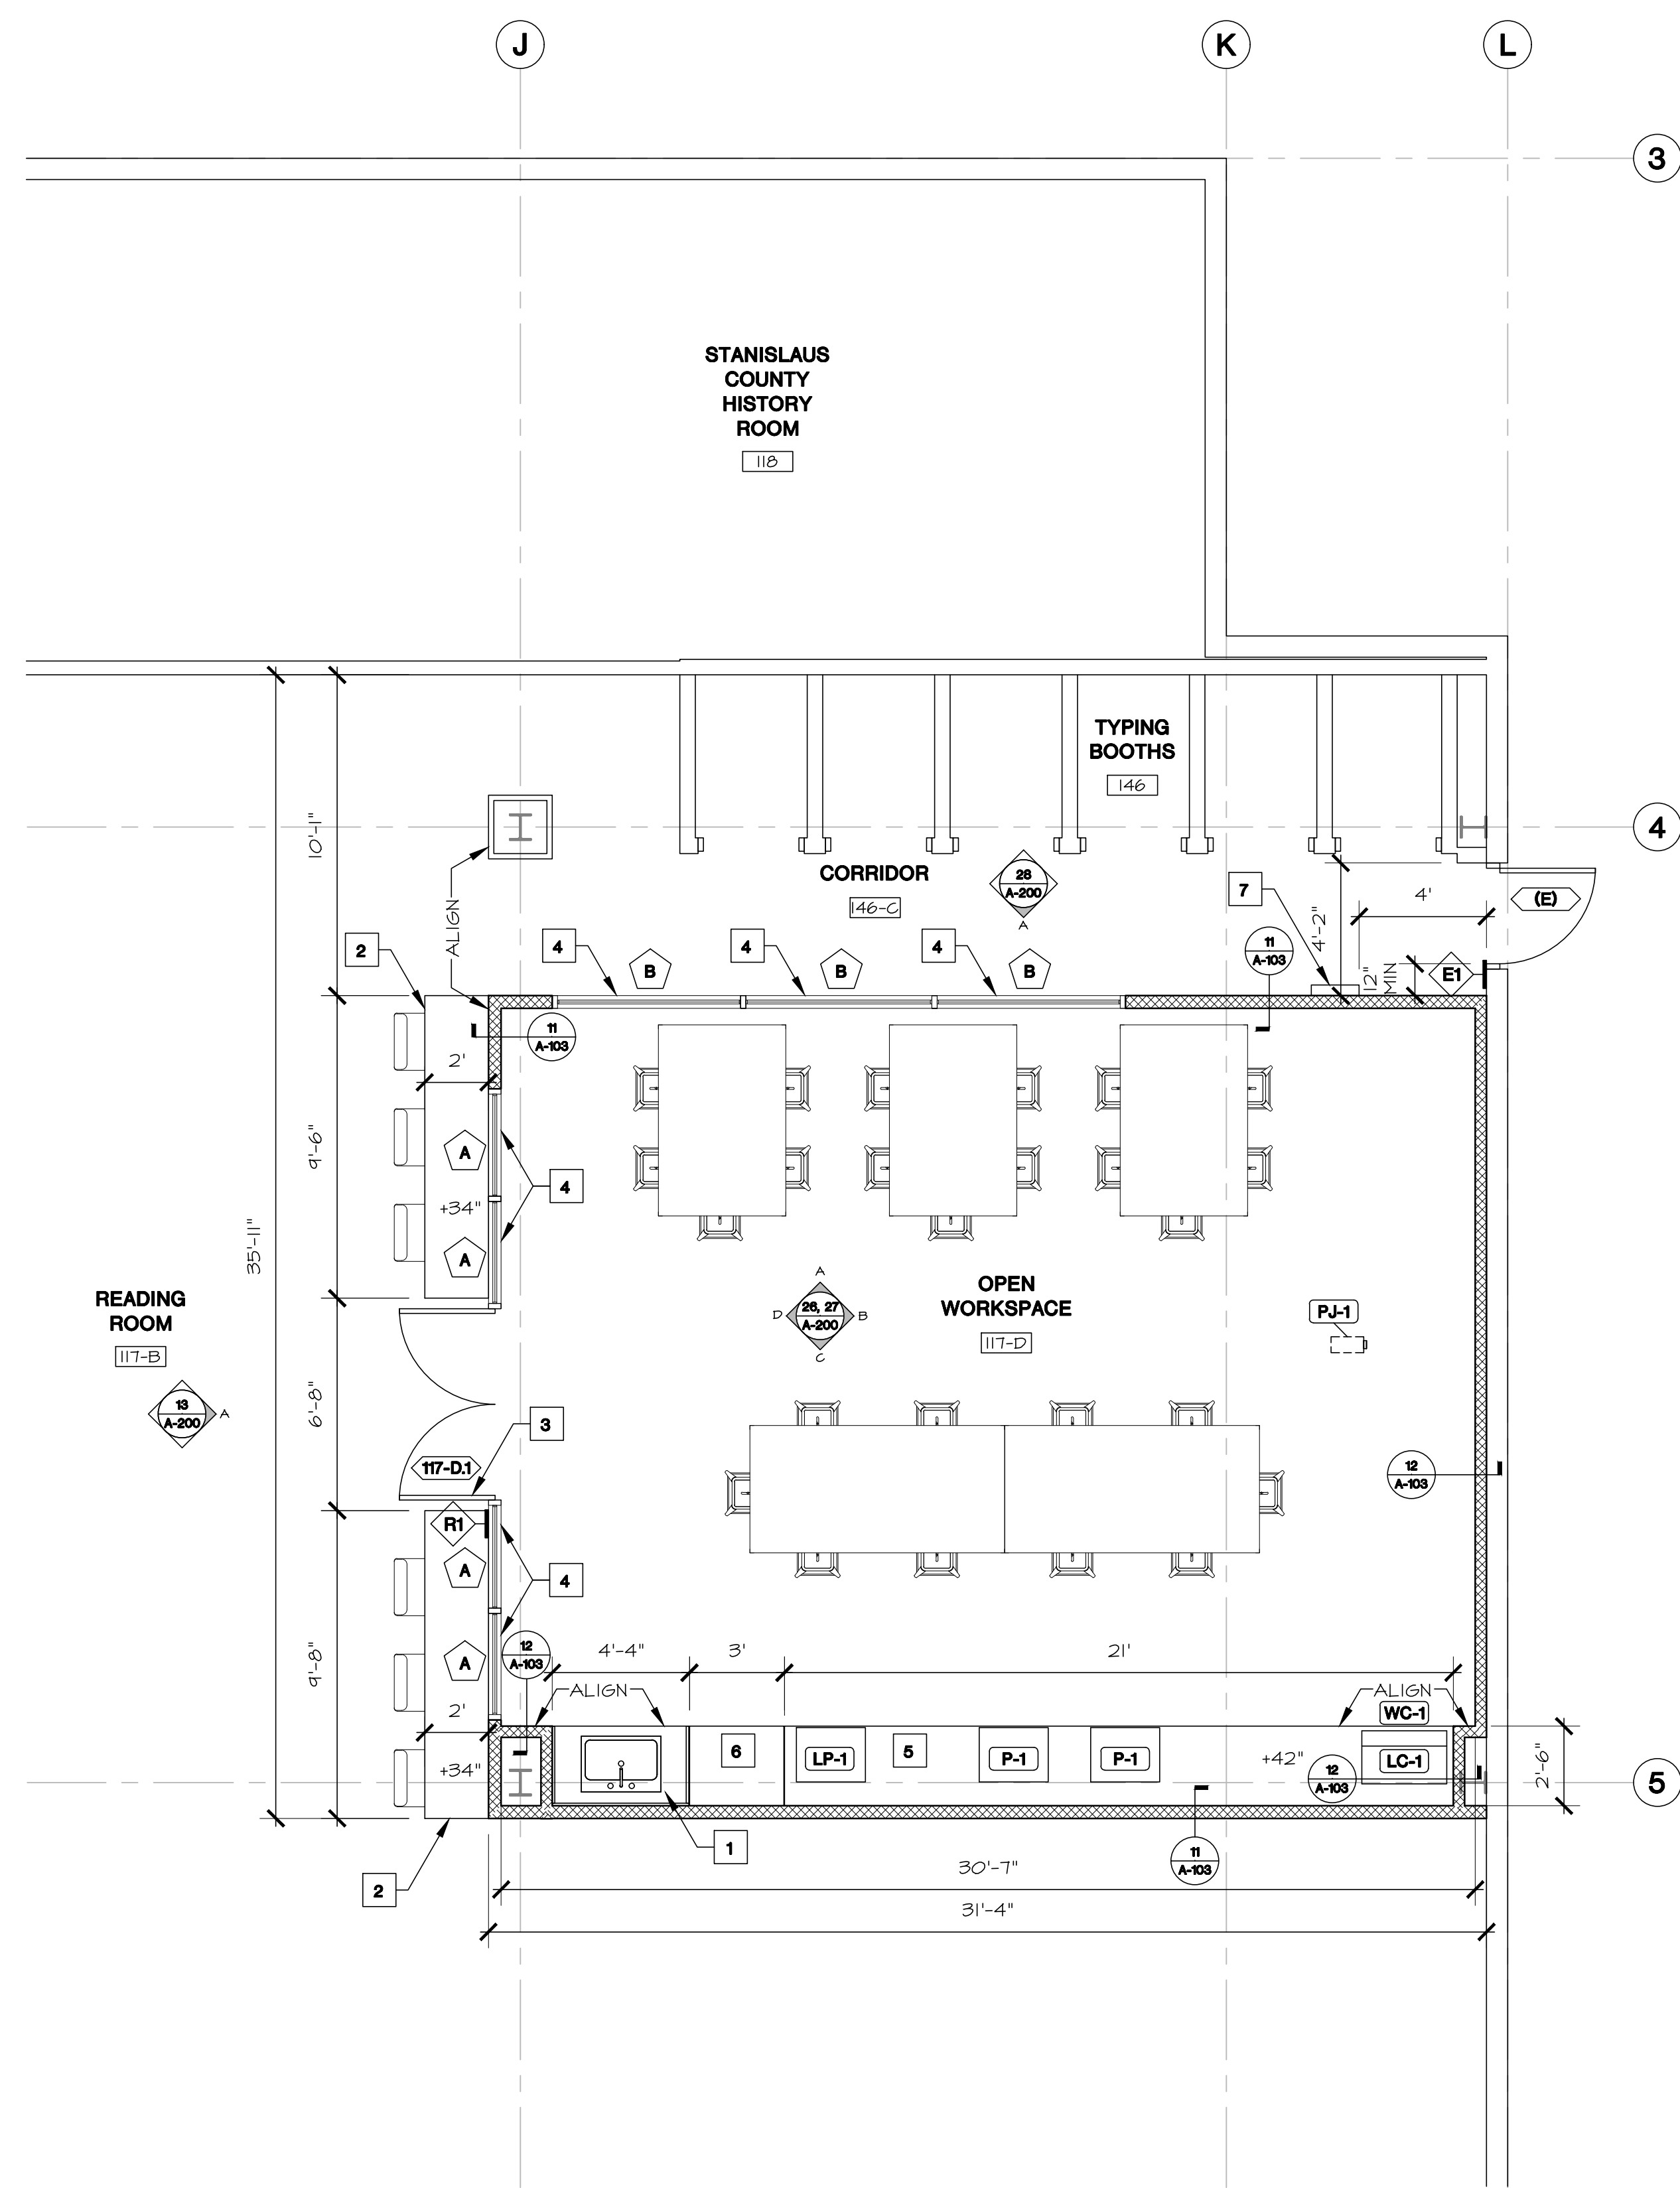 J
K
L
3
STANISLAUS
COUNTY
HISTORY
ROOM
118
TYPING
BOOTHS
146
10'-1"
4
CORRIDOR
146-C
28
A-200
A
7
4'
(E)
ALIGN
4'-2"
2
4
B
4
B
4
B
11
A-103
12"
MIN
E1
11
A-103
2'
9'-6"
A
4
+34"
A
35'-11"
READING
ROOM
117-B
13
A-200
A
A
D
26, 27
A-200
B
C
OPEN
WORKSPACE
117-D
PJ-1
6'-8"
3
117-D.1
12
A-103
R1
A
4
9'-8"
12
A-103
4'-4"
3'
21'
A
2'
ALIGN
ALIGN
WC-1
6
LP-1
5
P-1
P-1
+42"
LC-1
+34"
12
A-103
2'-6"
5
1
11
A-103
2
30'-7"
31'-4"